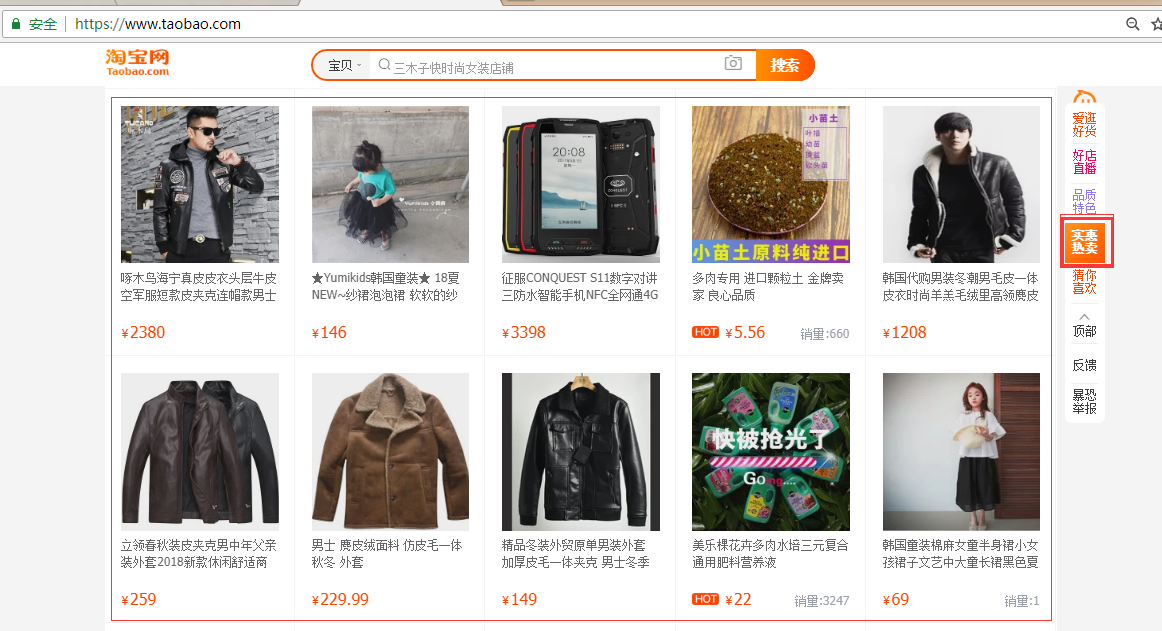 安全 https://www.taobao.com
淘宝网
Taobao.com
宝贝
三木子快时尚女装店铺
搜索
小苗土
叶插
幼苗
小苗土原料纯进口
20:08
啄木鸟海宁真皮皮衣头层牛皮
空军服短款皮夹克连帽款男士
¥2380
★Yumikids韩国童装★ 18夏
NEW~纱裙泡泡裙 软软的纱
¥146
征服CONQUEST S11数字对讲
三防水智能手机NFC全网通4G
¥3398
多肉专用 进口颗粒土 金牌卖
家 良心品质
HOT ¥5.56 销量:660
韩国代购男装冬潮男毛皮一体
皮衣时尚羊羔毛绒里高领麂皮
¥1208
快被抢光了
Going....
立领春秋装皮夹克男中年父亲
装外套2018新款休闲舒适商
¥259
男士 麂皮绒面料 仿皮毛一体
秋冬 外套
¥229.99
精品冬装外贸原单男装外套
加厚皮毛一体夹克 男士冬季
¥149
美乐棵花卉多肉水培三元复合
通用肥料营养液
HOT ¥22 销量:3247
韩国童装棉麻女童半身裙小女
孩裙子文艺中大童长裙黑色夏
¥69 销量:1
爱逛
好货
好店
直播
品质
特色
实惠
热卖
猜你
喜欢
顶部
反馈
暴恐
举报